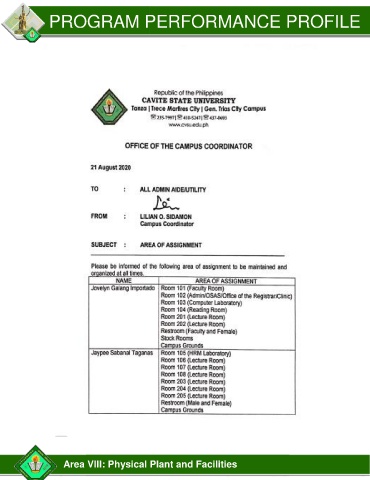 PROGRAM PERFORMANCE PROFILE
Republic of the Philippines
CAVITE STATE UNIVERSITY
Tanza | Trece Martires City | Gen. Trias City Campus
www.cvsu.edu.ph
OFFICE OF THE CAMPUS COORDINATOR
21 August 2020
TO : ALL ADMIN AIDE/UTILITY
FROM : LILIAN O. SIDAMON
Campus Coordinator
SUBJECT : AREA OF ASSIGNMENT
Please be informed of the following area of assignment to be maintained and
organized at all times.
NAME AREA OF ASSIGNMENT
Jovelyn Galang Importado Room 101 (Faculty Room)
Room 102 (Admin/OSAS/Office of the Registrar/Clinic)
Room 103 (Computer Laboratory)
Room 104 (Reading Room)
Room 201 (Lecture Room)
Room 202 (Lecture Room)
Restroom (Faculty and Female)
Stock Rooms
Campus Grounds
Jaypee Sabanal Taganas Room 105 (HRM Laboratory)
Room 106 (Lecture Room)
Room 107 (Lecture Room)
Room 108 (Lecture Room)
Room 203 (Lecture Room)
Room 204 (Lecture Room)
Room 205 (Lecture Room)
Restroom (Male and Female)
Campus Grounds
Area VIII: Physical Plant and Facilities